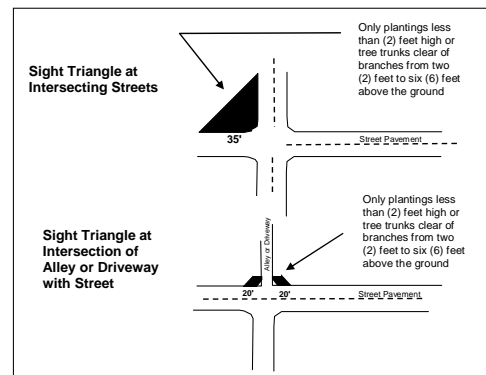 Only plantings less
than (2) feet high or
tree trunks clear of
branches from two
(2) feet to six (6) feet
above the ground
Sight Triangle at
Intersecting Streets
35'
Street Pavement
Only plantings less
than (2) feet high or
tree trunks clear of
branches from two
(2) feet to six (6) feet
above the ground
Sight Triangle at
Intersection of
Alley or Driveway
with Street
Alley or Driveway
20'
20'
Street Pavement